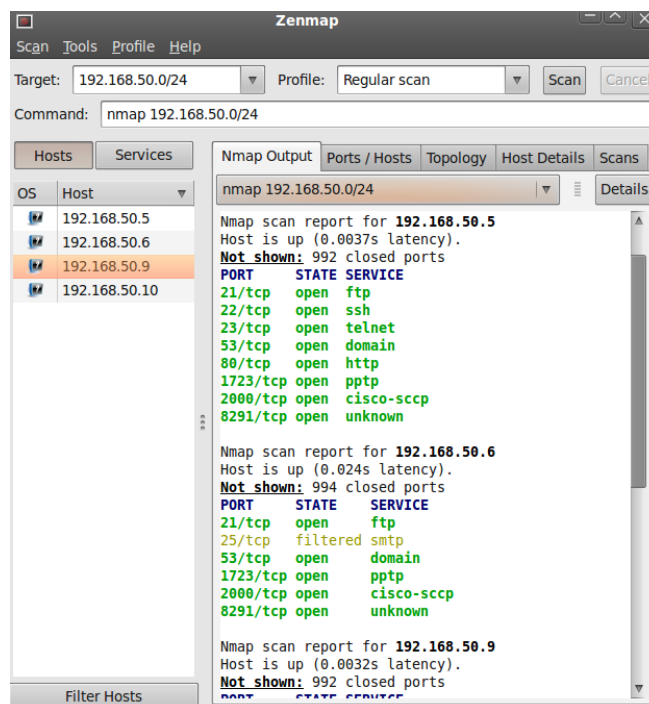 Zenmap
Scan Tools Profile Help
Target: 192.168.50.0/24 Profile: Regular scan Scan Cancel
Command: nmap 192.168.50.0/24
Hosts Services
Nmap Output Ports / Hosts Topology Host Details Scans
OS Host
nmap 192.168.50.0/24 Details
192.168.50.5
192.168.50.6
192.168.50.9
192.168.50.10
Nmap scan report for 192.168.50.5
Host is up (0.0037s latency).
Not shown: 992 closed ports
PORT STATE SERVICE
21/tcp open ftp
22/tcp open ssh
23/tcp open telnet
53/tcp open domain
80/tcp open http
1723/tcp open pptp
2000/tcp open cisco-sccp
8291/tcp open unknown
Nmap scan report for 192.168.50.6
Host is up (0.024s latency).
Not shown: 994 closed ports
PORT STATE SERVICE
21/tcp open ftp
25/tcp filtered smtp
53/tcp open domain
1723/tcp open pptp
2000/tcp open cisco-sccp
8291/tcp open unknown
Nmap scan report for 192.168.50.9
Host is up (0.0032s latency).
Not shown: 992 closed ports
PORT STATE SERVICE
Filter Hosts